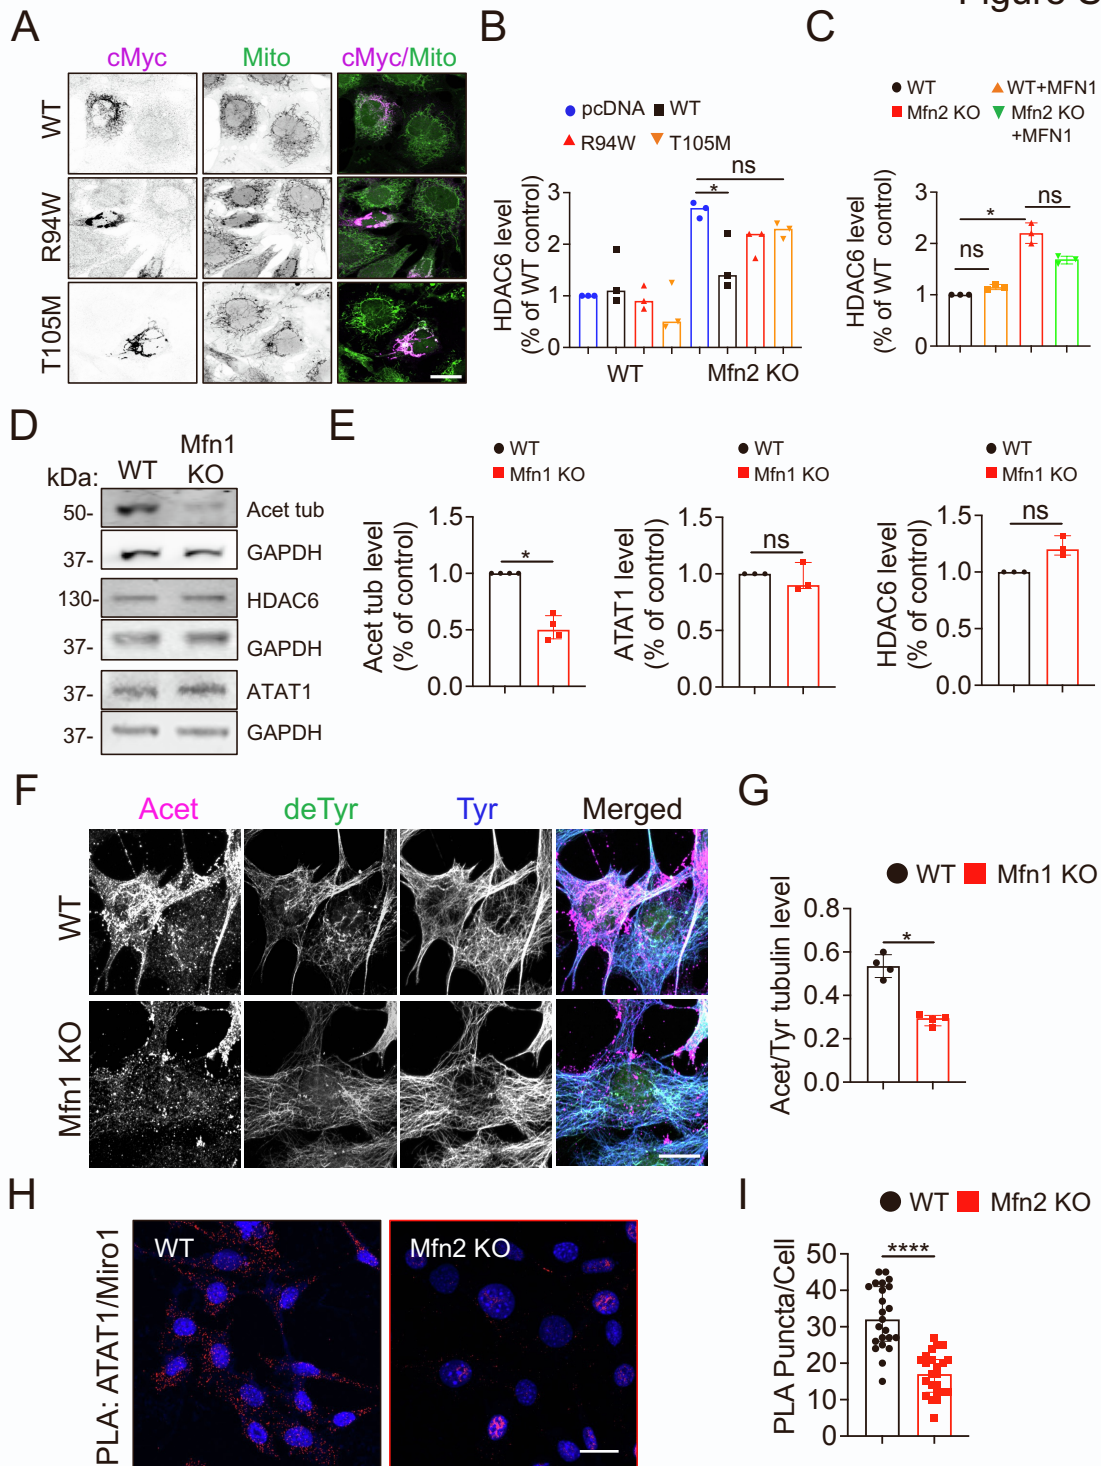 Figure S
A
cMyc
Mito
cMyc/Mito
WT
R94W
T105M
B
pcDNA
WT
R94W
T105M
HDAC6 level
(% of WT control)
3
2
1
0
*
ns
WT
Mfn2 KO
C
WT
WT+MFN1
Mfn2 KO
Mfn2 KO
+MFN1
HDAC6 level
(% of WT control)
3
2
1
0
ns
*
ns
D
kDa:
WT
Mfn1
KO
50-
Acet tub
37-
GAPDH
130-
HDAC6
37-
GAPDH
37-
ATAT1
37-
GAPDH
E
WT
Mfn1 KO
Acet tub level
(% of control)
1.5
1.0
0.5
0.0
*
WT
Mfn1 KO
ATAT1 level
(% of control)
1.5
1.0
0.5
0.0
ns
WT
Mfn1 KO
HDAC6 level
(% of control)
1.5
1.0
0.5
0.0
ns
F
Acet
deTyr
Tyr
Merged
WT
Mfn1 KO
G
WT
Mfn1 KO
Acet/Tyr tubulin level
0.8
0.6
0.4
0.2
0.0
*
H
PLA: ATAT1/Miro1
WT
Mfn2 KO
I
WT
Mfn2 KO
PLA Puncta/Cell
50
40
30
20
10
0
****